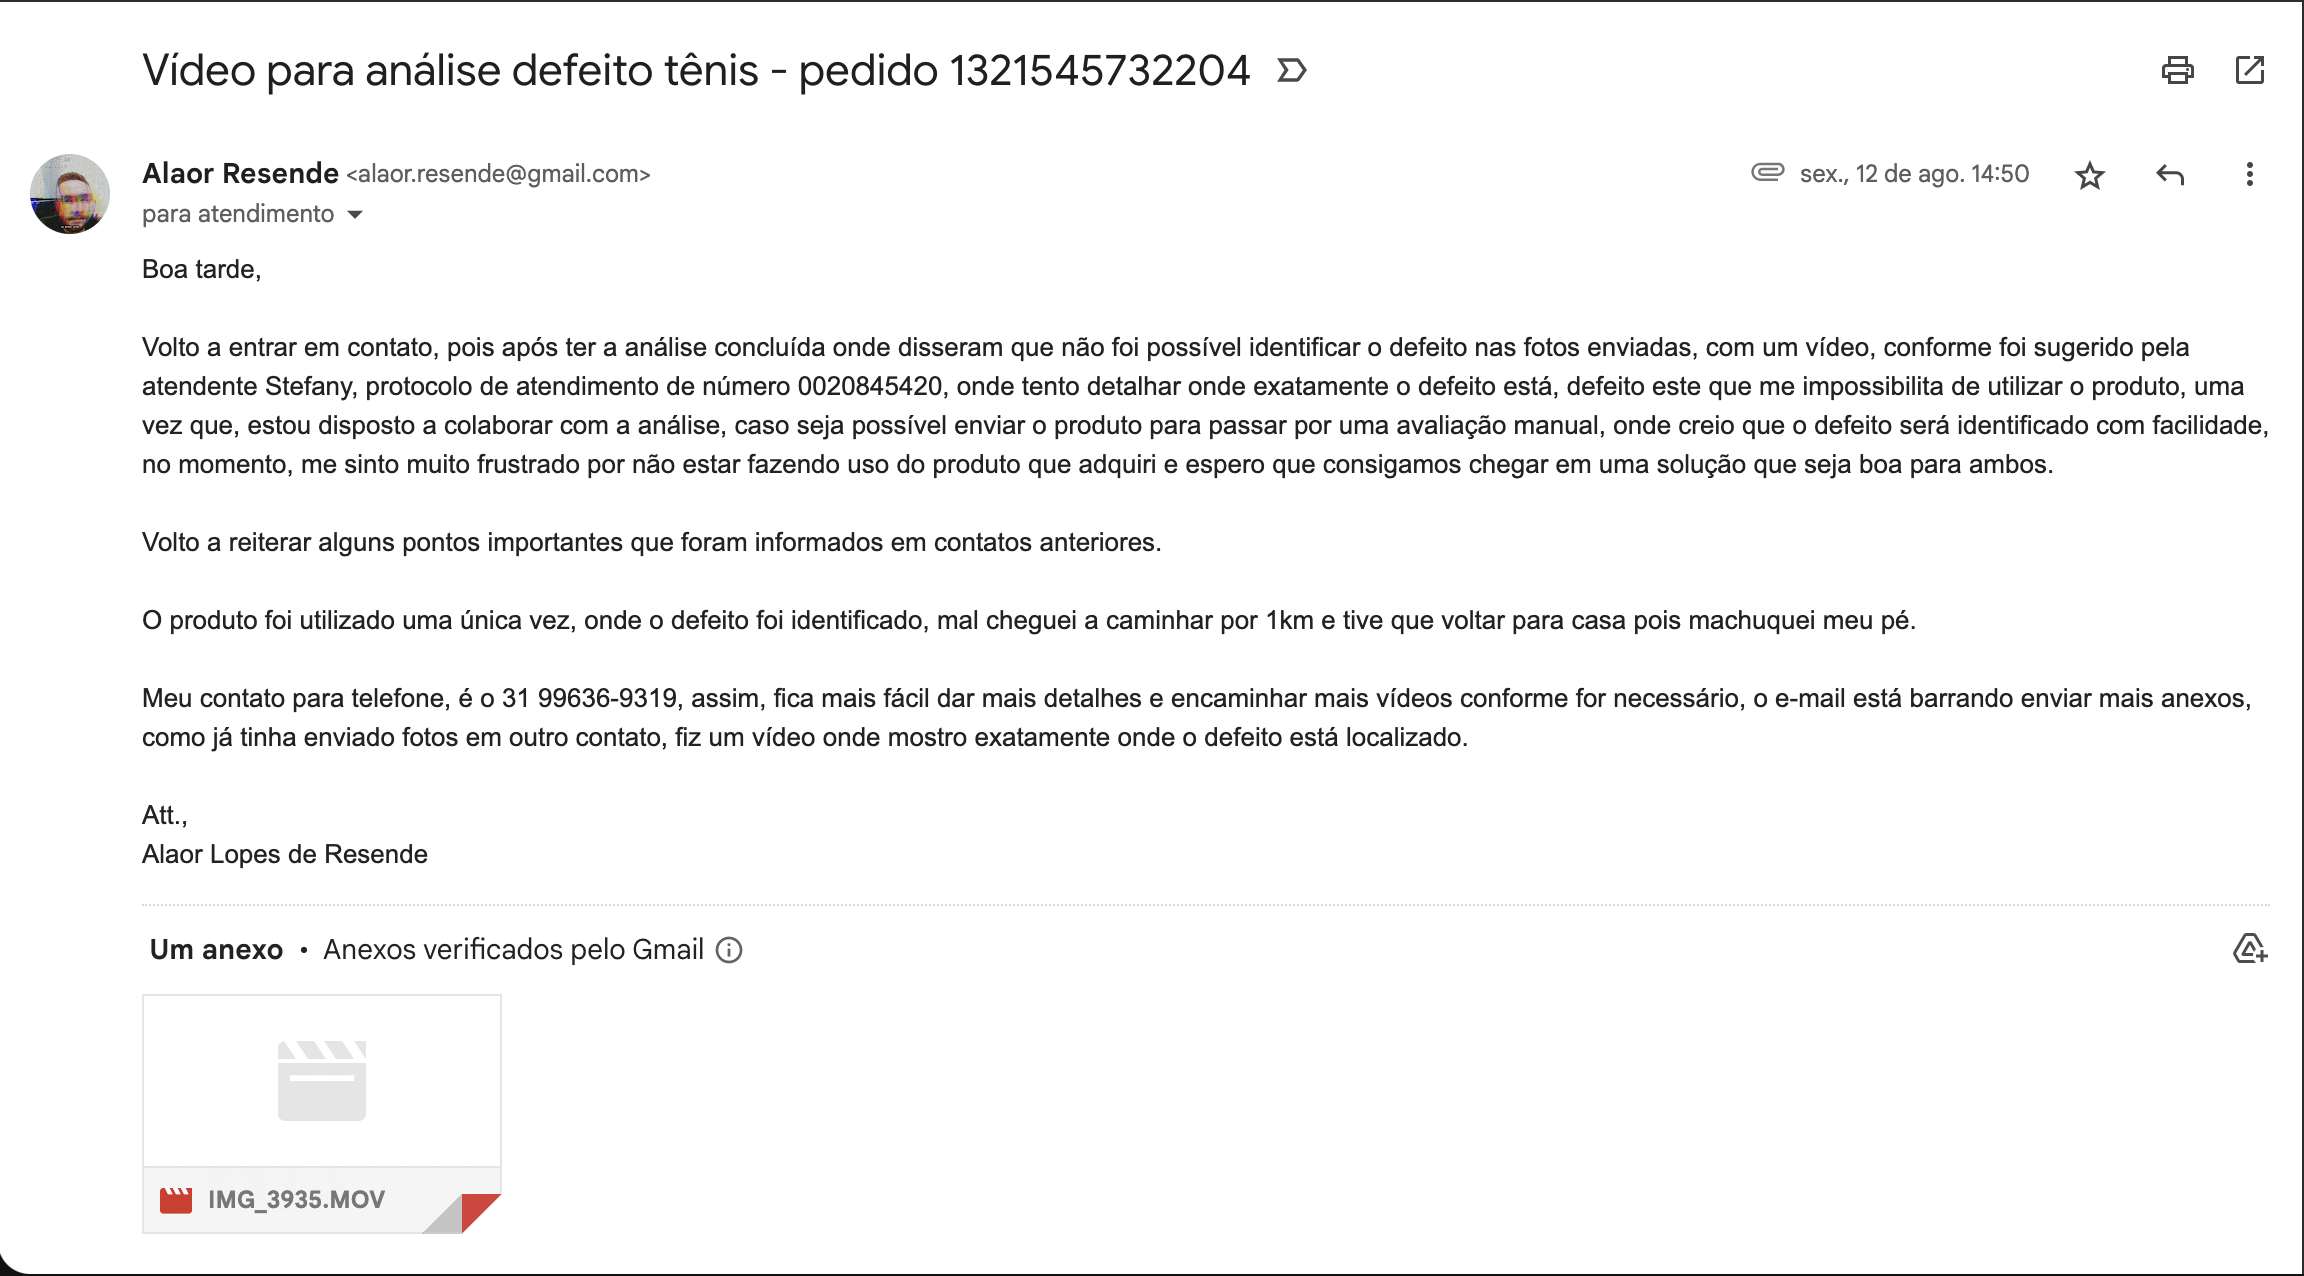 Vídeo para análise defeito tênis - pedido 1321545732204
Alaor Resende <alaor.resende@gmail.com>
sex., 12 de ago. 14:50
para atendimento
Boa tarde,
Volto a entrar em contato, pois após ter a análise concluída onde disseram que não foi possível identificar o defeito nas fotos enviadas, com um vídeo, conforme foi sugerido pela
atendente Stefany, protocolo de atendimento de número 0020845420, onde tento detalhar onde exatamente o defeito está, defeito este que me impossibilita de utilizar o produto, uma
vez que, estou disposto a colaborar com a análise, caso seja possível enviar o produto para passar por uma avaliação manual, onde creio que o defeito será identificado com facilidade,
no momento, me sinto muito frustrado por não estar fazendo uso do produto que adquiri e espero que consigamos chegar em uma solução que seja boa para ambos.
Volto a reiterar alguns pontos importantes que foram informados em contatos anteriores.
O produto foi utilizado uma única vez, onde o defeito foi identificado, mal cheguei a caminhar por 1km e tive que voltar para casa pois machuquei meu pé.
Meu contato para telefone, é o 31 99636-9319, assim, fica mais fácil dar mais detalhes e encaminhar mais vídeos conforme for necessário, o e-mail está barrando enviar mais anexos,
como já tinha enviado fotos em outro contato, fiz um vídeo onde mostro exatamente onde o defeito está localizado.
Att.,
Alaor Lopes de Resende
Um anexo • Anexos verificados pelo Gmail
IMG_3935.MOV